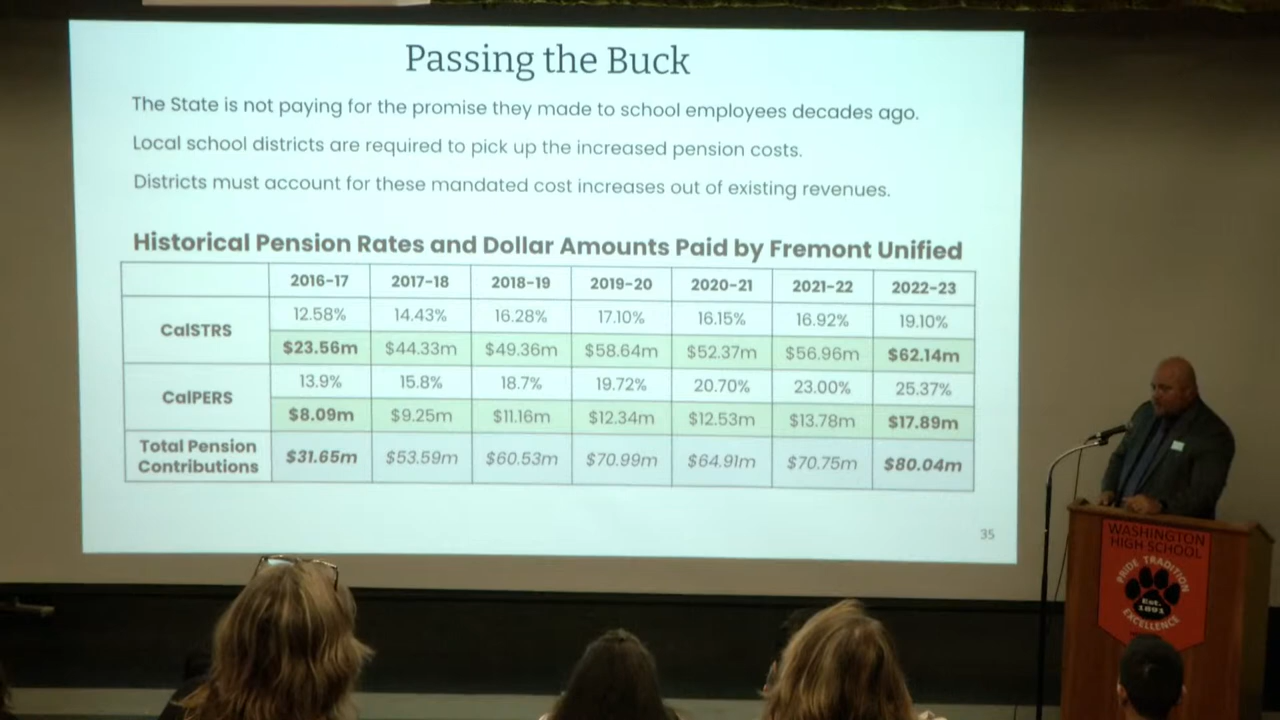 Passing the Buck
The State is not paying for the promise they made to school employees decades ago.
Local school districts are required to pick up the increased pension costs.
Districts must account for these mandated cost increases out of existing revenues.
Historical Pension Rates and Dollar Amounts Paid by Fremont Unified
2016-17 2017-18 2018-19 2019-20 2020-21 2021-22 2022-23
CalSTRS
12.58% 14.43% 16.28% 17.10% 16.15% 16.92% 19.10%
$23.56m $44.33m $49.36m $58.64m $52.37m $56.96m $62.14m
CalPERS
13.9% 15.8% 18.7% 19.72% 20.70% 23.00% 25.37%
$8.09m $9.25m $11.16m $12.34m $12.53m $13.78m $17.89m
Total Pension
Contributions
$31.65m $53.59m $60.53m $70.99m $64.91m $70.75m $80.04m
35
WASHINGTON
HIGH SCHOOL
PRIDE TRADITION
Est.
1891
EXCELLENCE